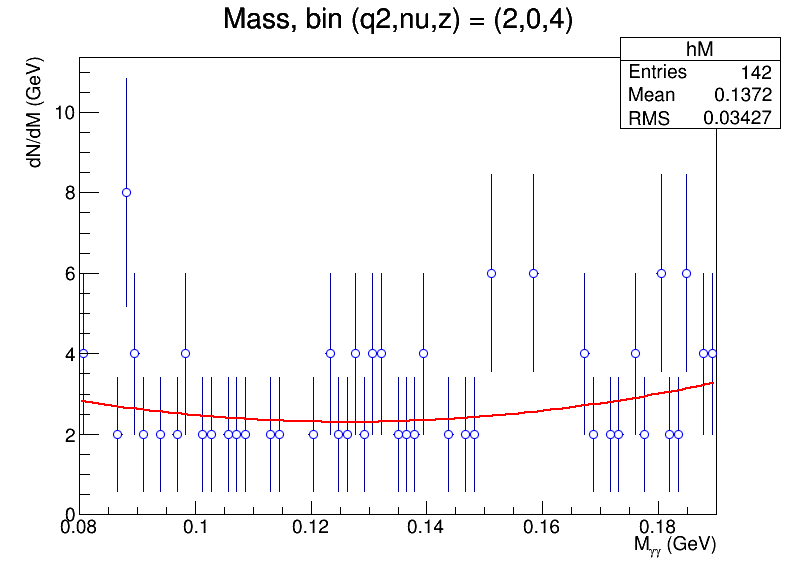 Mass, bin (q2,nu,z) = (2,0,4)
hM
Entries 142
Mean 0.1372
RMS 0.03427
dN/dM (GeV)
10
8
6
4
2
0
0.08 0.1 0.12 0.14 0.16 0.18
Mγγ (GeV)